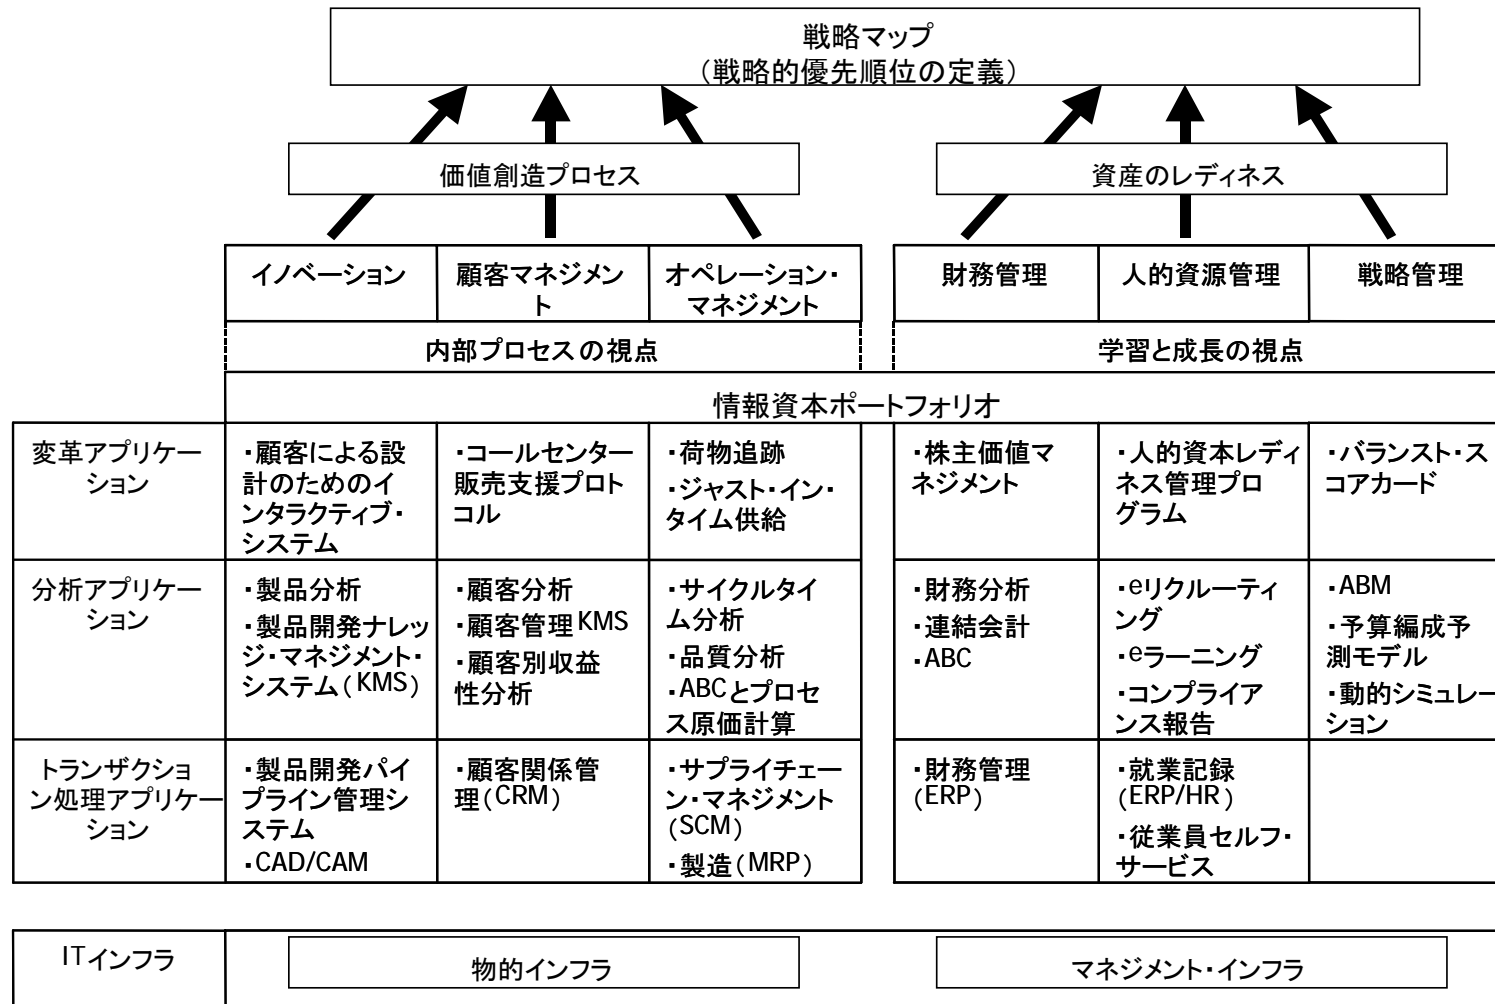 戦略マップ
（戦略的優先順位の定義）
価値創造プロセス
資産のレディネス
イノベーション
顧客マネジメン
ト
オペレーション・
マネジメント
財務管理
人的資源管理
戦略管理
内部プロセスの視点
学習と成長の視点
情報資本ポートフォリオ
変革アプリケー
ション
・顧客による設
計のためのイ
ンタラクティブ・
システム
・コールセンター
販売支援プロト
コル
・荷物追跡
・ジャスト・イン・
タイム供給
・株主価値マ
ネジメント
・人的資本レディ
ネス管理プロ
グラム
・バランスト・ス
コアカード
分析アプリケー
ション
・製品分析
・製品開発ナレッ
ジ・マネジメント・
システム（KMS）
・顧客分析
・顧客管理KMS
・顧客別収益
性分析
・サイクルタイ
ム分析
・品質分析
・ABCとプロセ
ス原価計算
・財務分析
・連結会計
・ABC
・eリクルーティ
ング
・eラーニング
・コンプライア
ンス報告
・ABM
・予算編成予
測モデル
・動的シミュレー
ション
トランザクショ
ン処理アプリケー
ション
・製品開発パイ
プライン管理シ
ステム
・CAD/CAM
・顧客関係管
理（CRM）
・サプライチェー
ン・マネジメント
（SCM）
・製造（MRP）
・財務管理
（ERP）
・就業記録
（ERP/HR）
・従業員セルフ・
サービス
ITインフラ
物的インフラ
マネジメント・インフラ